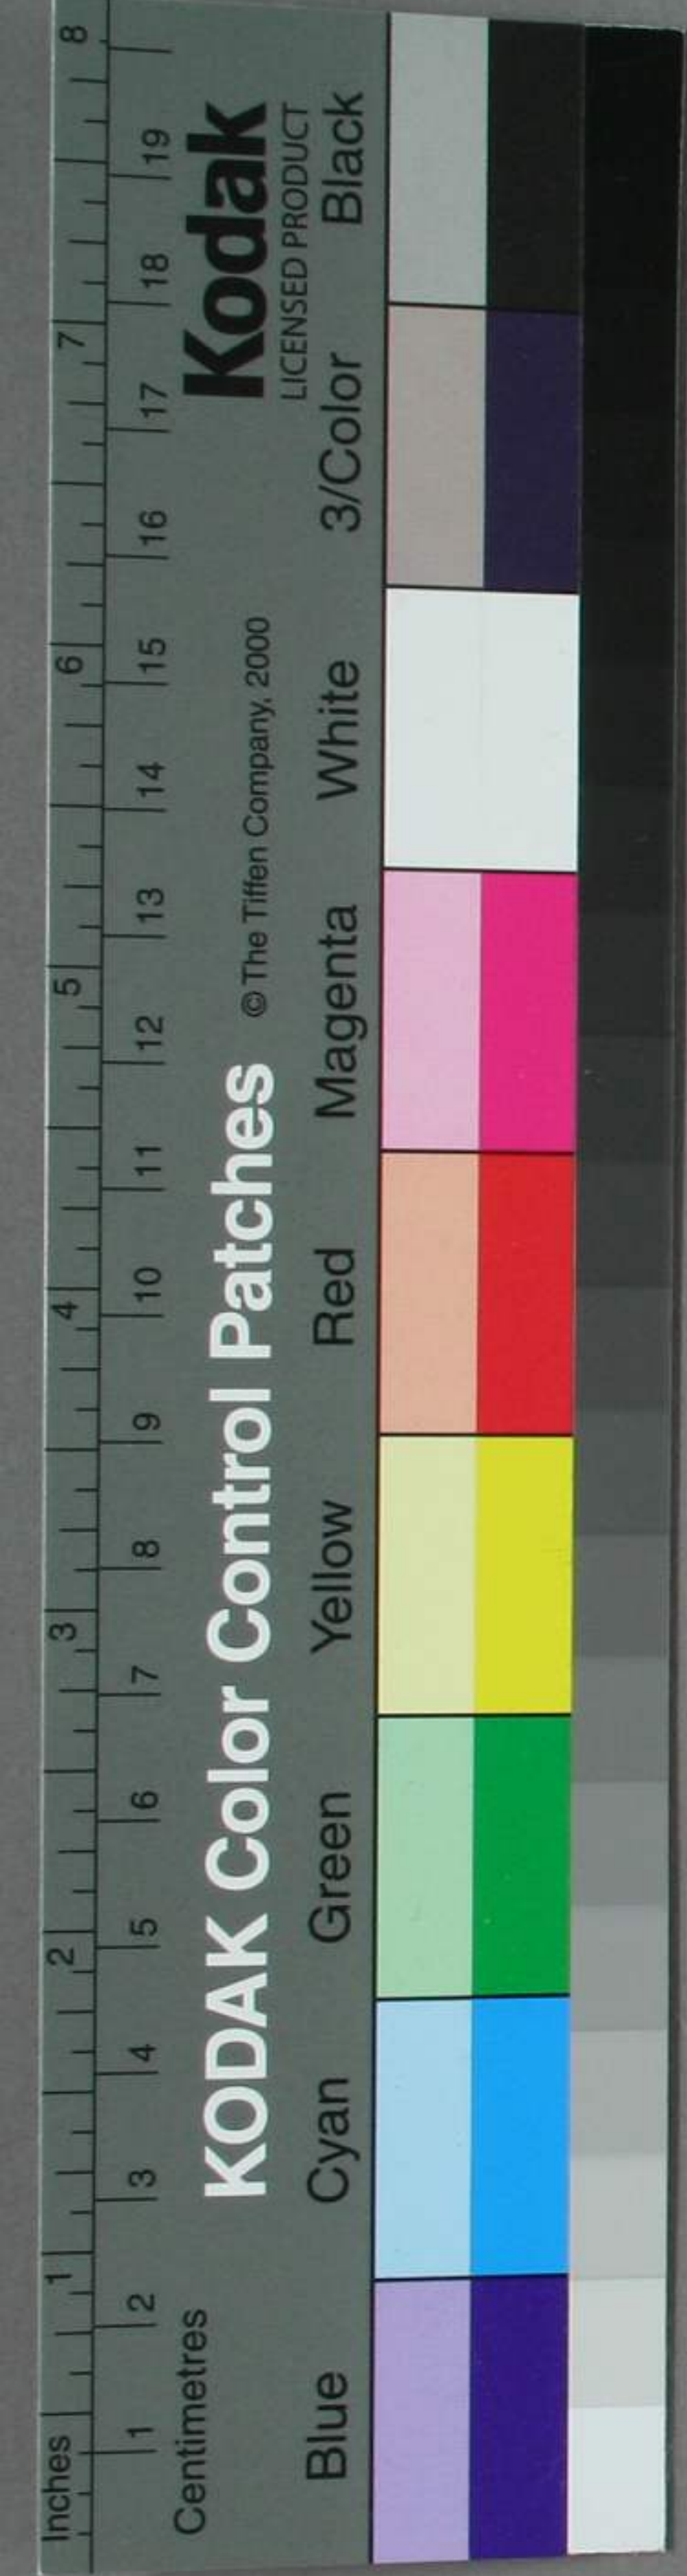 Inches 1 2 3 4 5 6 7 8
1 2 3 4 5 6 7 8 9 10 11 12 13 14 15 16 17 18 19
Centimetres
KODAK Color Control Patches © The Tiffen Company, 2000 Kodak
LICENSED PRODUCT
Blue Cyan Green Yellow Red Magenta White 3/Color Black